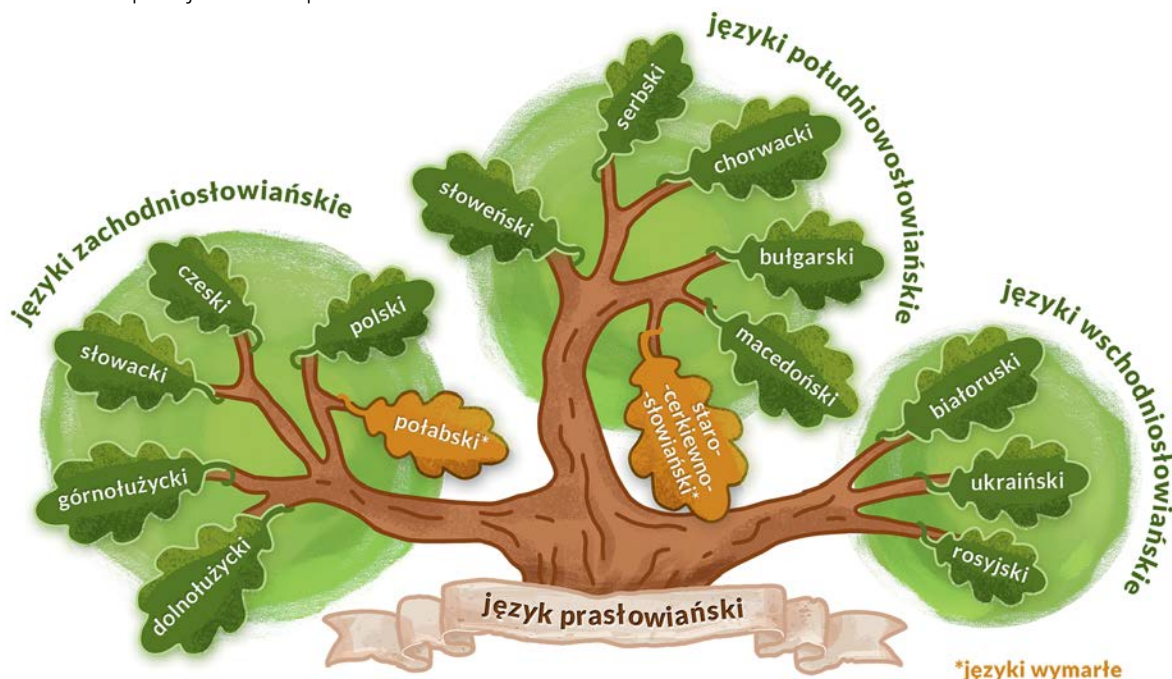 języki zachodniosłowiańskie
czeski
polski
słowacki
połabski*
górnołużycki
dolnołużycki
języki południowosłowiańskie
serbski
chorwacki
słoweński
bułgarski
macedoński
staro-
-cerkiewno-
-słowiański*
języki wschodniosłowiańskie
białoruski
ukraiński
rosyjski
język prasłowiański
*języki wymarłe